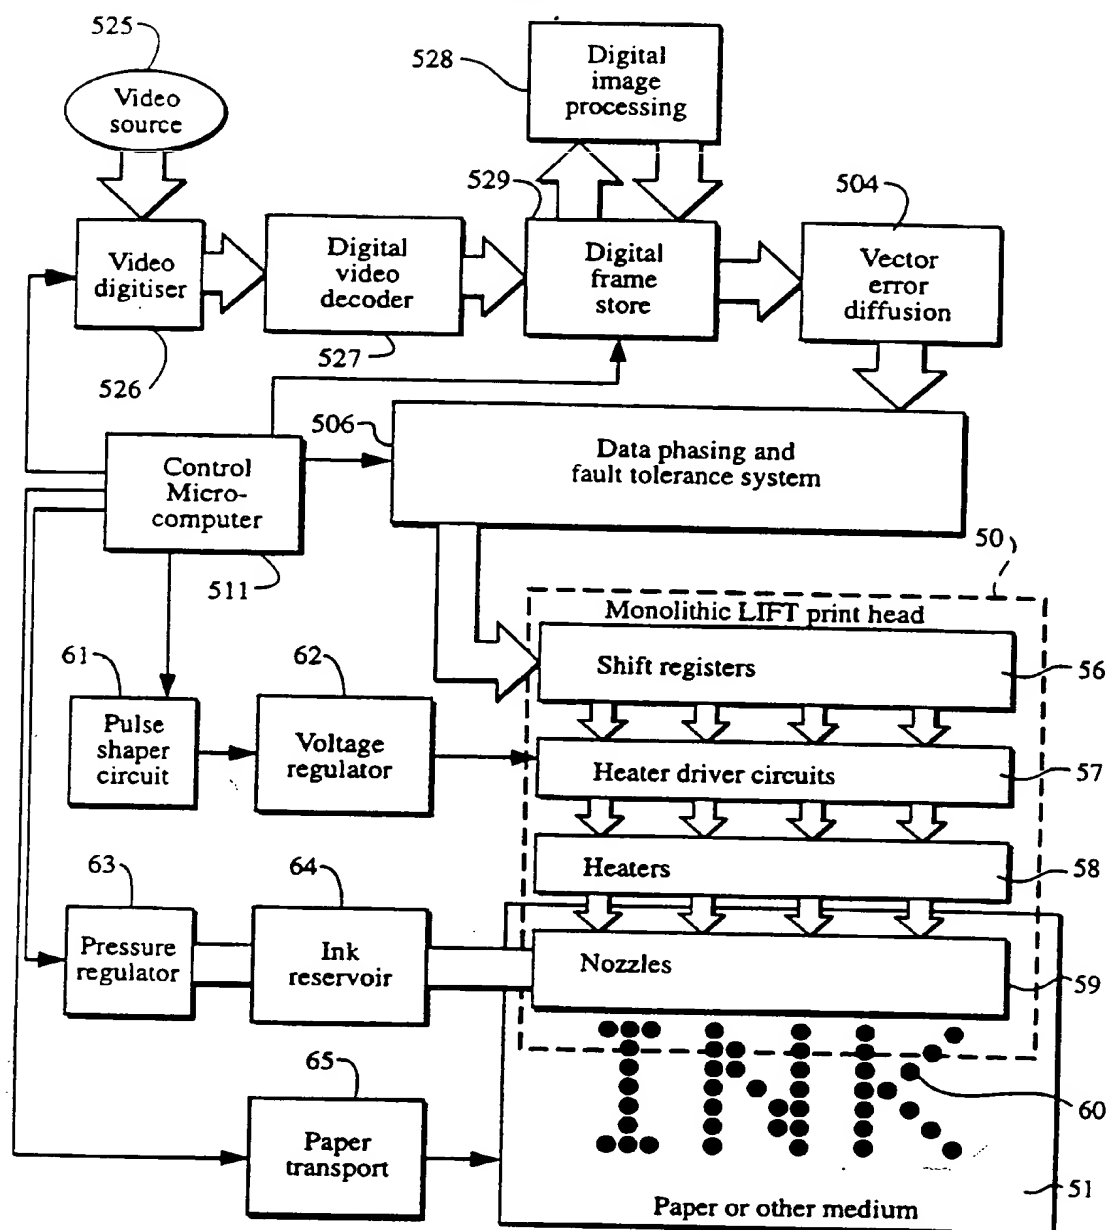 525
Video
source
528
Digital
image
processing
529
504
Video
digitiser
526
Digital
video
decoder
527
Digital
frame
store
Vector
error
diffusion
506
Data phasing and
fault tolerance system
Control
Micro-
computer
511
50
Monolithic LIFT print head
Shift registers
56
61
Pulse
shaper
circuit
62
Voltage
regulator
Heater driver circuits
57
Heaters
58
63
Pressure
regulator
64
Ink
reservoir
Nozzles
59
INK
60
65
Paper
transport
Paper or other medium
51